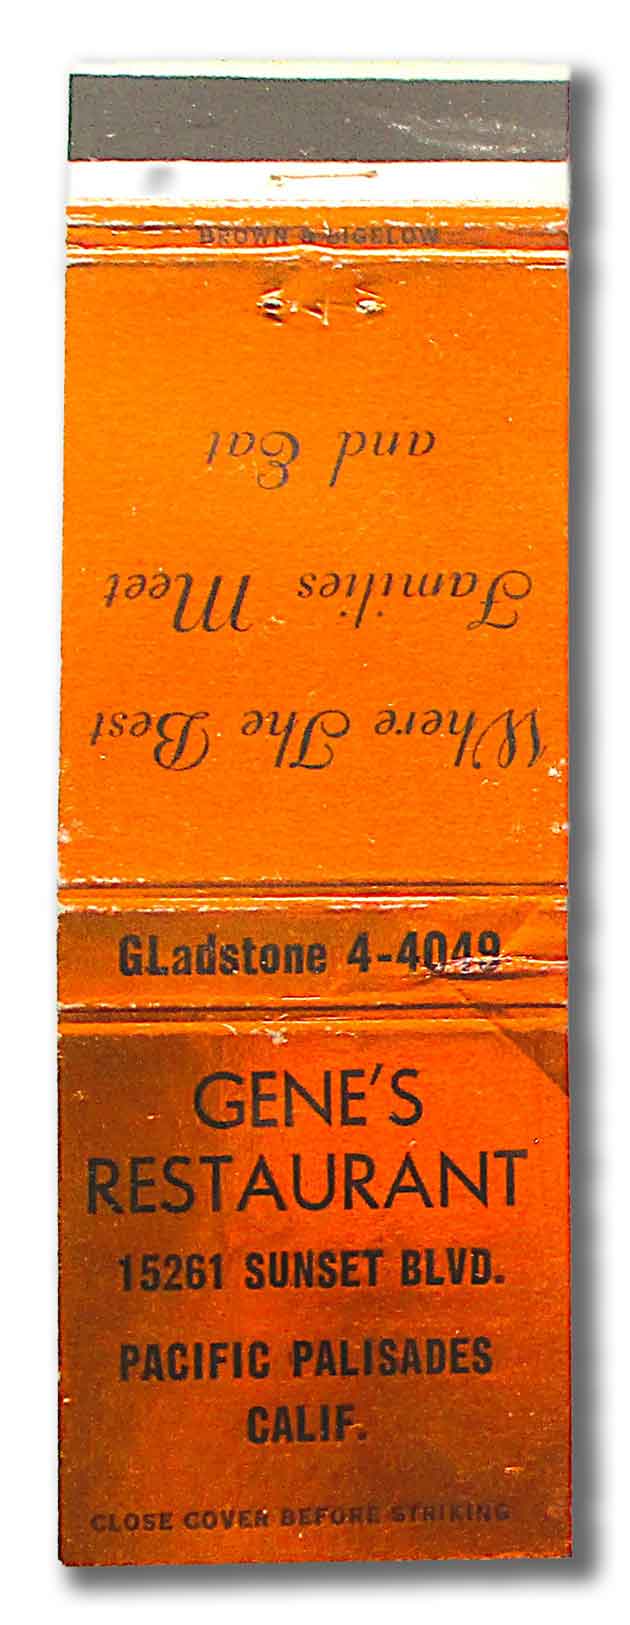 BROWN & BIGELOW
Where The Best
Families Meet
and Eat
GLadstone 4-4049
GENE'S
RESTAURANT
15261 SUNSET BLVD.
PACIFIC PALISADES
CALIF.
CLOSE COVER BEFORE STRIKING